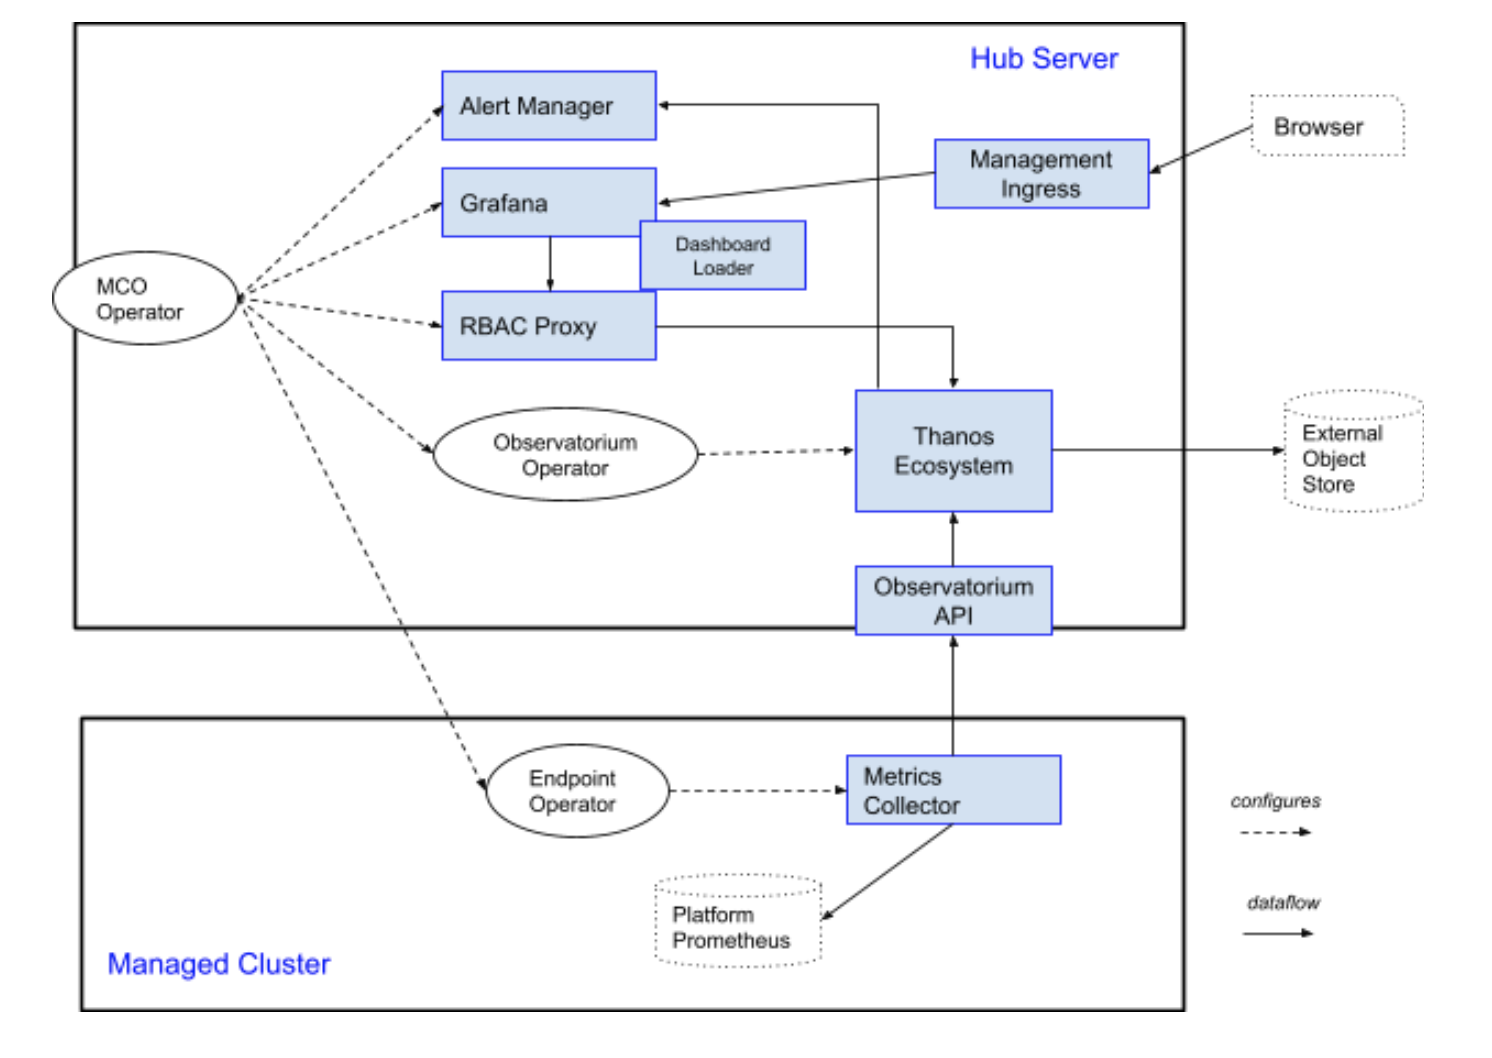 Hub Server
Alert Manager
Browser
Management
Ingress
Grafana
Dashboard
Loader
MCO
Operator
RBAC Proxy
Observatorium
Operator
Thanos
Ecosystem
External
Object
Store
Observatorium
API
Endpoint
Operator
Metrics
Collector
configures
dataflow
Platform
Prometheus
Managed Cluster